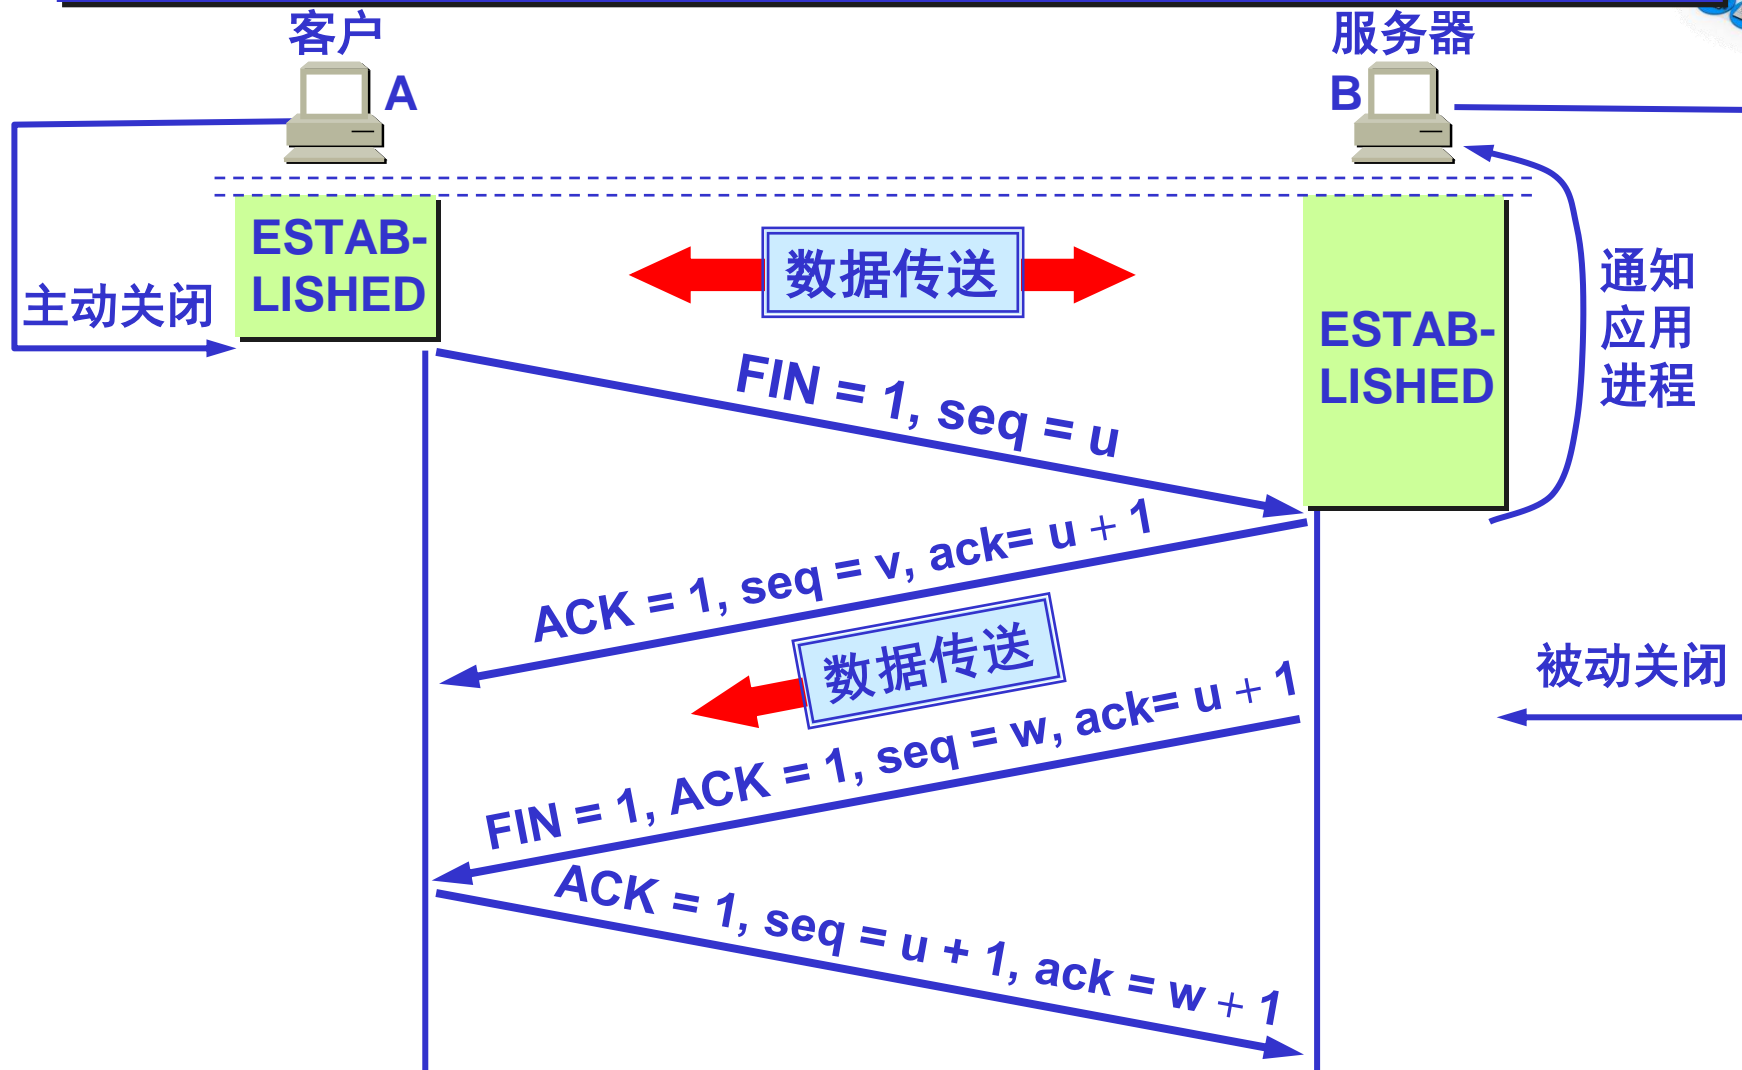 客户
服务器
A
B
ESTAB-
LISHED
数据传送
通知
应用
进程
主动关闭
ESTAB-
LISHED
FIN = 1, seq = u
ACK = 1, seq = v, ack= u + 1
数据传送
被动关闭
FIN = 1, ACK = 1, seq = w, ack= u + 1
ACK = 1, seq = u + 1, ack = w + 1